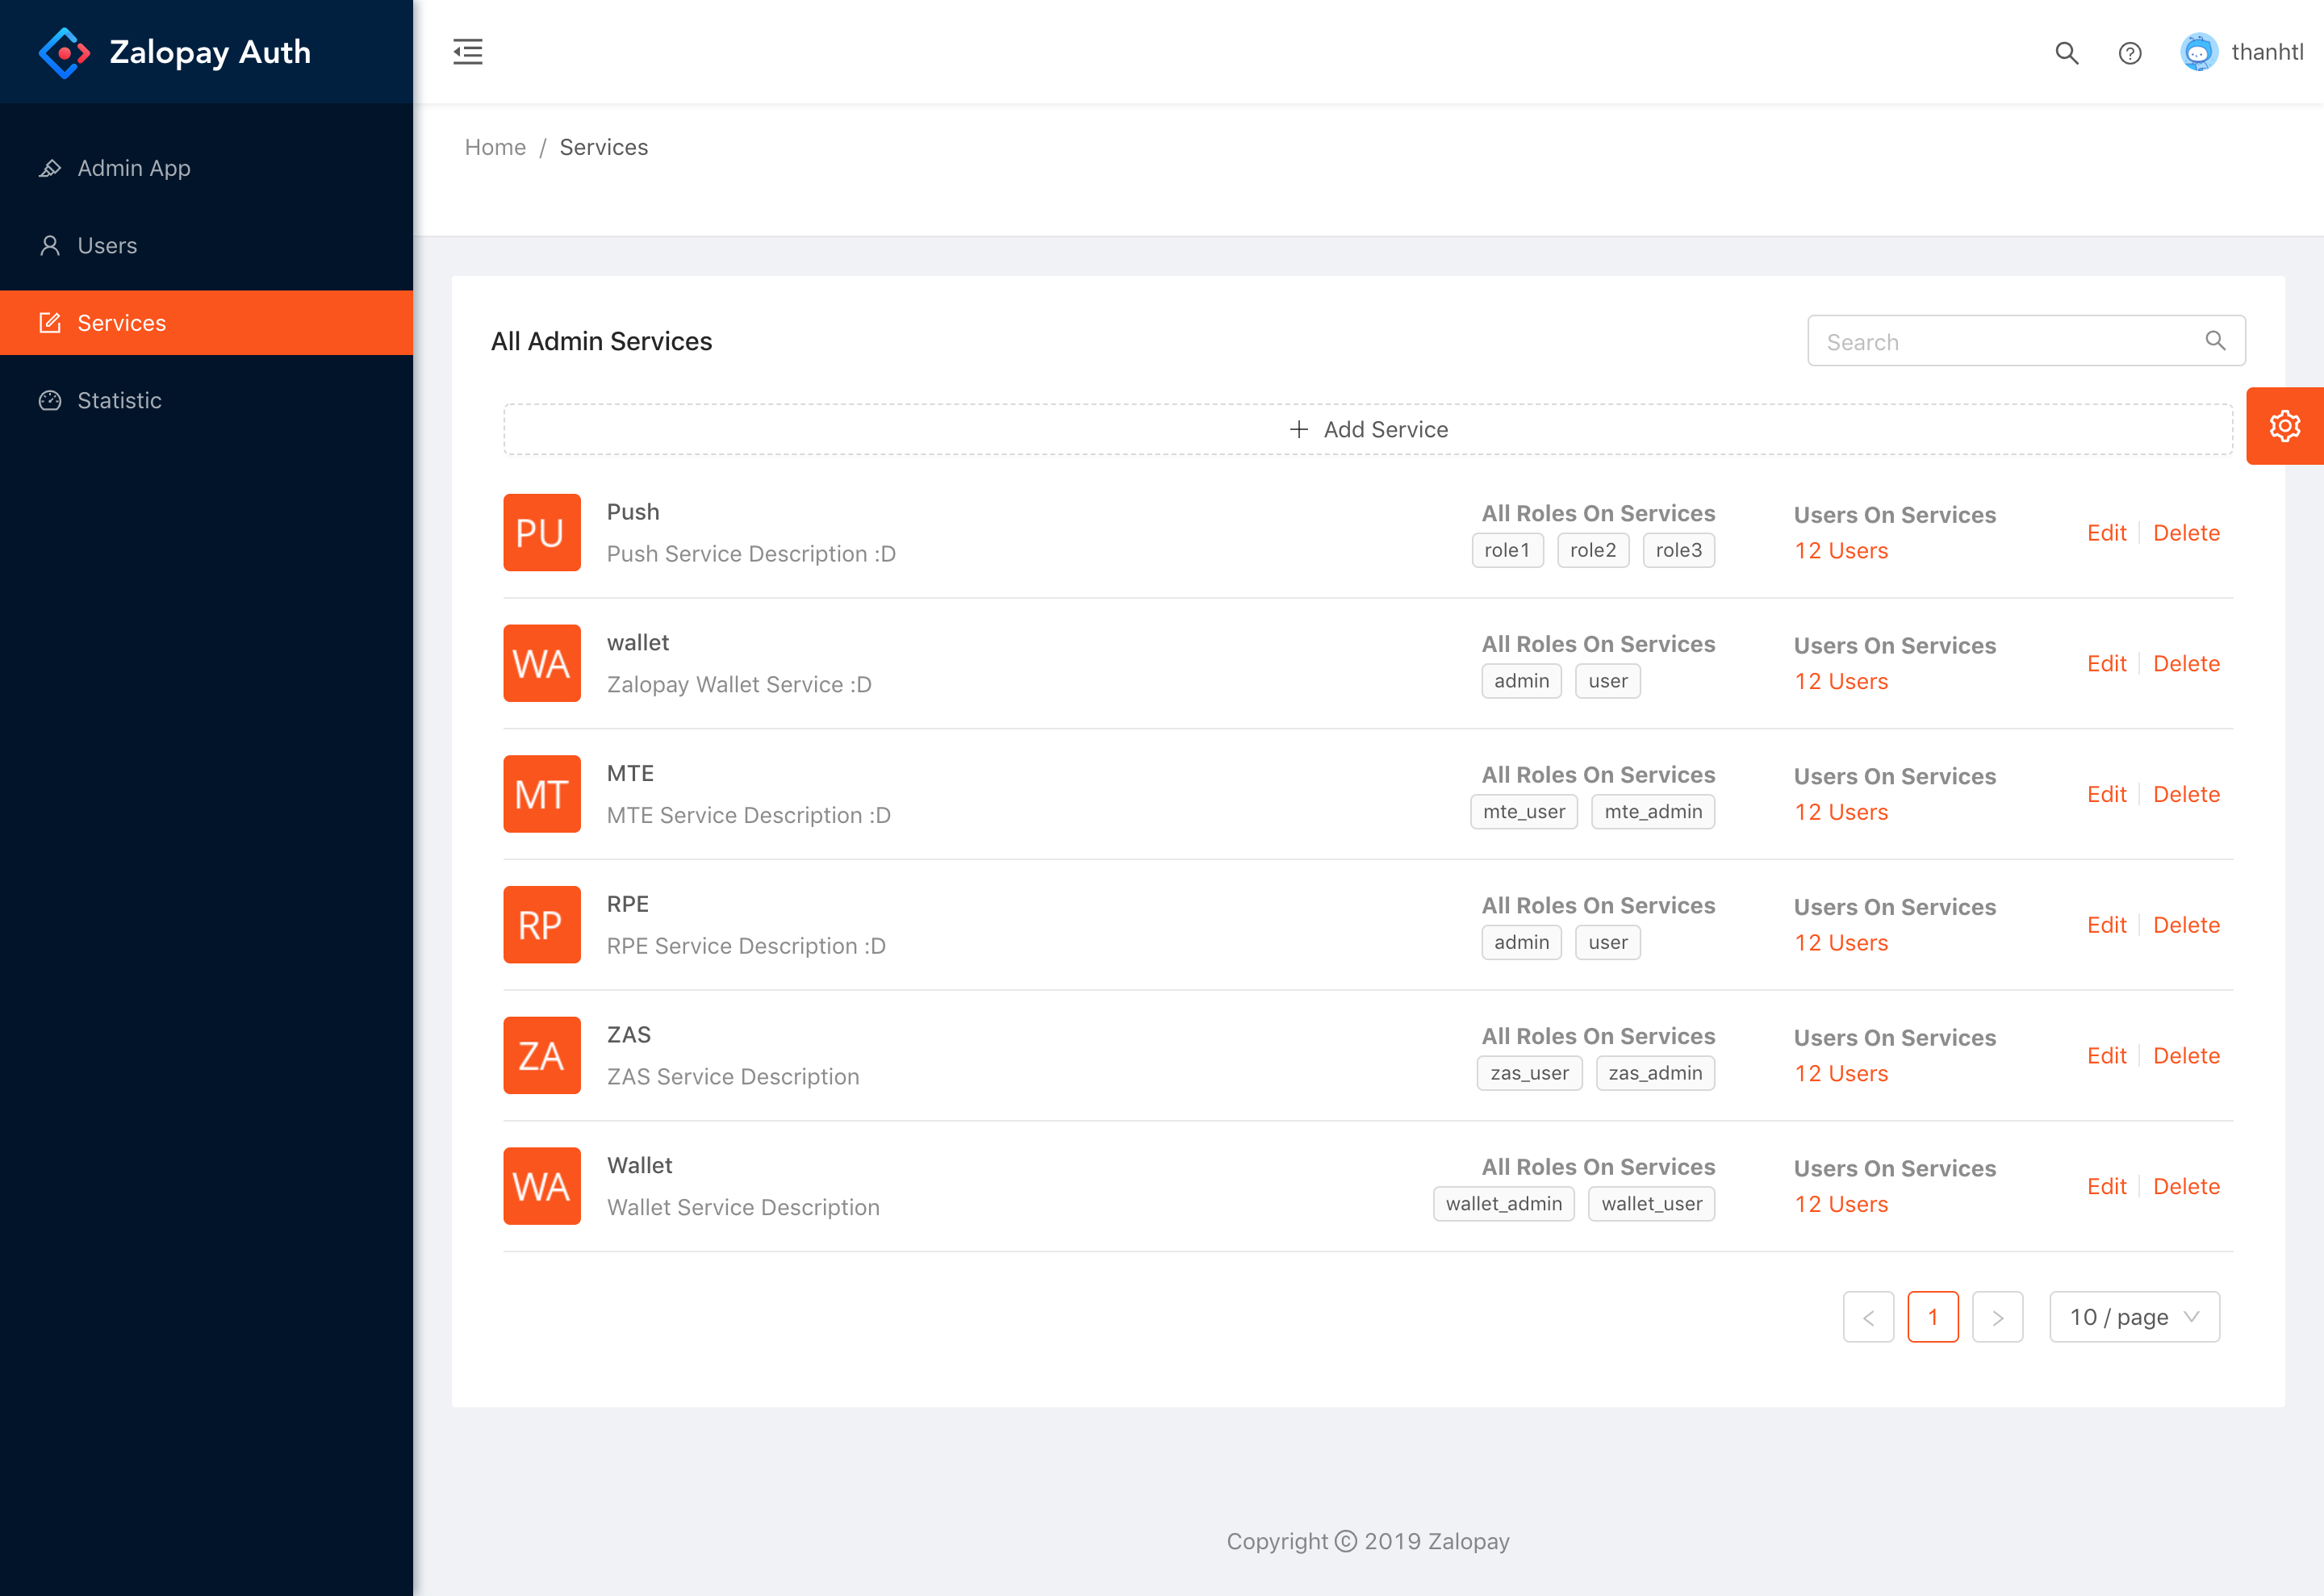 Zalopay Auth
thanhtl
Admin App
Users
Services
Statistic
Home / Services
All Admin Services
Search
Add Service
PU
Push
Push Service Description :D
All Roles On Services
role1 role2 role3
Users On Services
12 Users
Edit Delete
WA
wallet
Zalopay Wallet Service :D
All Roles On Services
admin user
Users On Services
12 Users
Edit Delete
MT
MTE
MTE Service Description :D
All Roles On Services
mte_user mte_admin
Users On Services
12 Users
Edit Delete
RP
RPE
RPE Service Description :D
All Roles On Services
admin user
Users On Services
12 Users
Edit Delete
ZA
ZAS
ZAS Service Description
All Roles On Services
zas_user zas_admin
Users On Services
12 Users
Edit Delete
WA
Wallet
Wallet Service Description
All Roles On Services
wallet_admin wallet_user
Users On Services
12 Users
Edit Delete
< 1 > 10 / page
Copyright © 2019 Zalopay